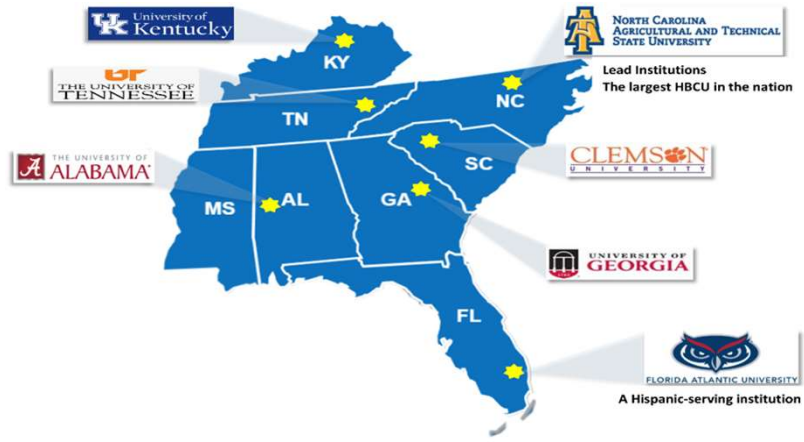 UK University of Kentucky
NORTH CAROLINA
AGRICULTURAL AND TECHNICAL
STATE UNIVERSITY
Lead Institutions
The largest HBCU in the nation
KY
THE UNIVERSITY OF
TENNESSEE
TN
NC
A THE UNIVERSITY OF
ALABAMA®
CLEMSON®
UNIVERSITY
SC
MS
AL
GA
UNIVERSITY OF
GEORGIA
FL
FLORIDA ATLANTIC UNIVERSITY
A Hispanic-serving institution